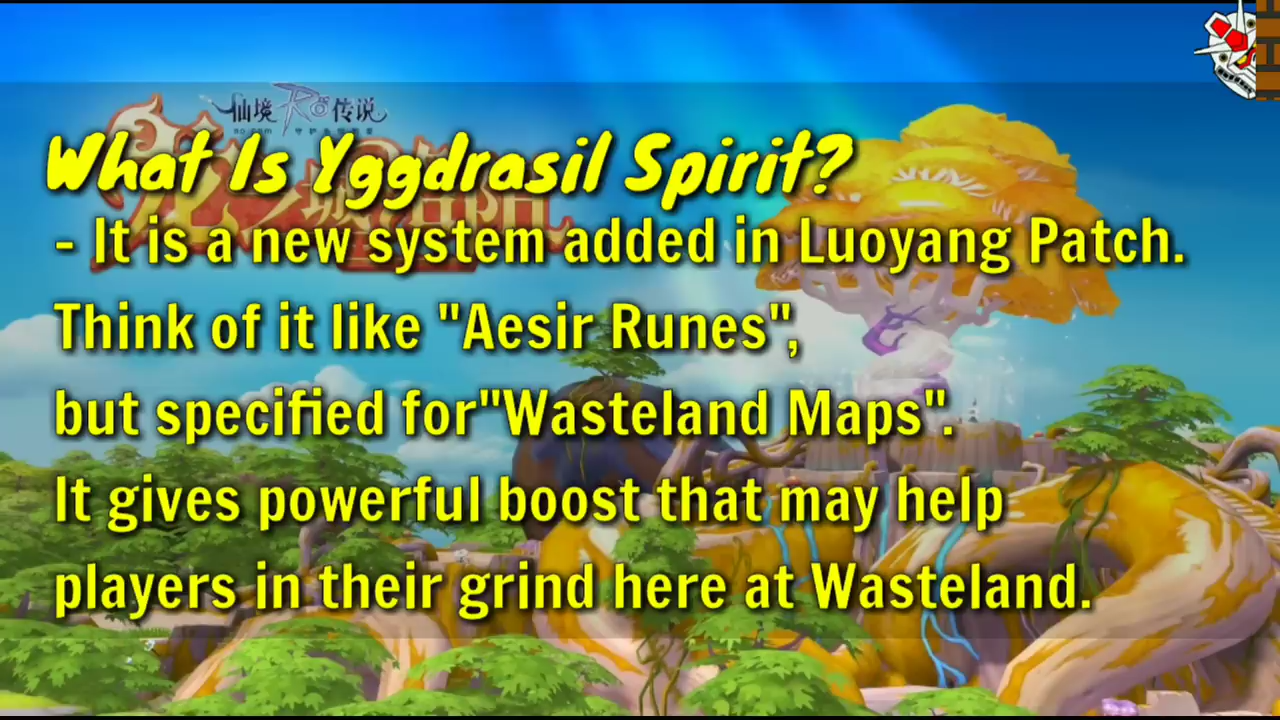 仙境RO传说
What Is Yggdrasil Spirit?
- It is a new system added in Luoyang Patch.
Think of it like "Aesir Runes",
but specified for"Wasteland Maps".
It gives powerful boost that may help
players in their grind here at Wasteland.